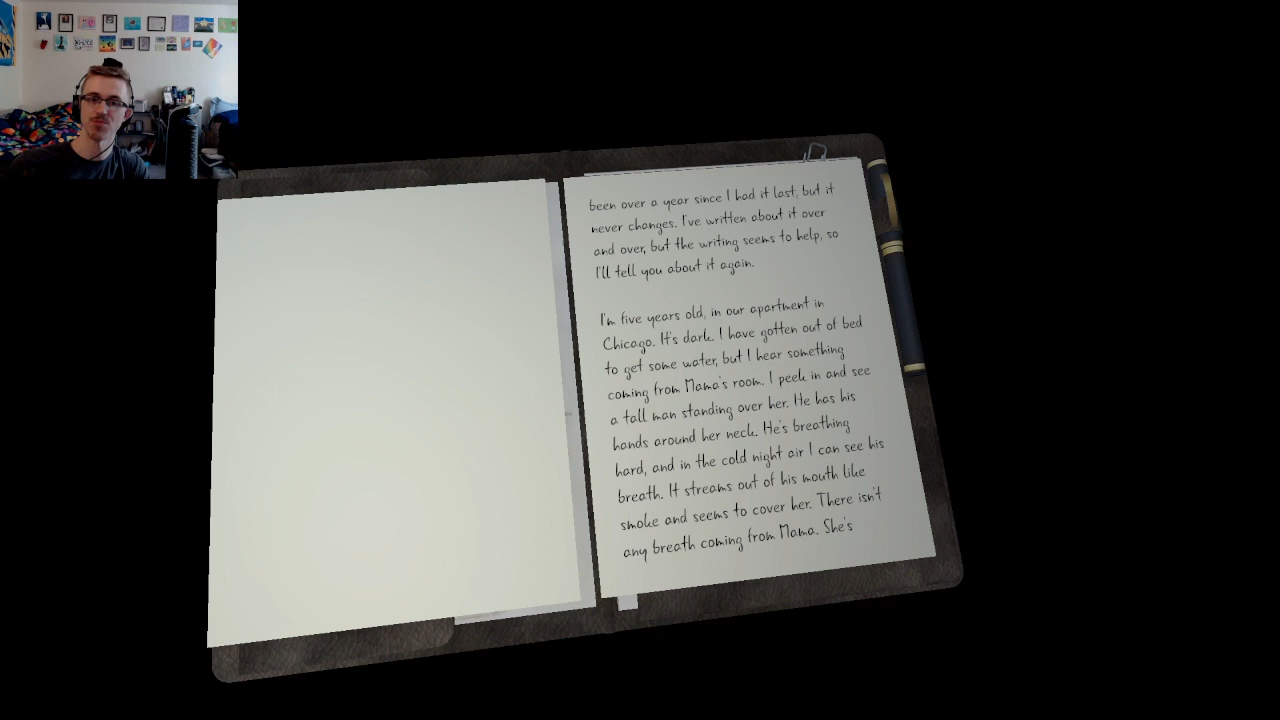 been over a year since I had it last, but it
never changes. I've written about it over
and over, but the writing seems to help, so
I'll tell you about it again.
I'm five years old, in our apartment in
Chicago. It's dark. I have gotten out of bed
to get some water, but I hear something
coming from Mama's room. I peek in and see
a tall man standing over her. He has his
hands around her neck. He's breathing
hard, and in the cold night air I can see his
breath. It streams out of his mouth like
smoke and seems to cover her. There isn't
any breath coming from Mama. She's